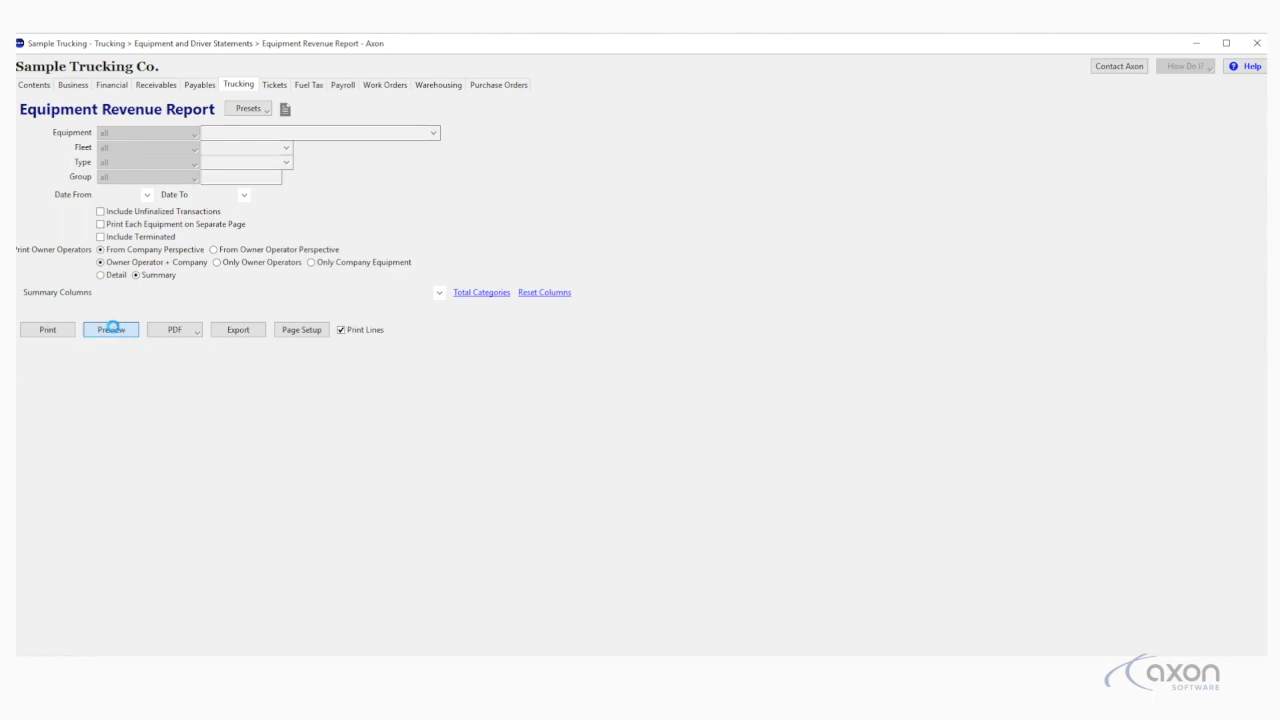 Sample Trucking - Trucking > Equipment and Driver Statements > Equipment Revenue Report - Axon
Sample Trucking Co.
Contact Axon How Do I? Help
Contents Business Financial Receivables Payables Trucking Tickets Fuel Tax Payroll Work Orders Warehousing Purchase Orders
Equipment Revenue Report Presets
Equipment all
Fleet all
Type all
Group all
Date From Date To
Include Unfinalized Transactions
Print Each Equipment on Separate Page
Include Terminated
Print Owner Operators From Company Perspective From Owner Operator Perspective
Owner Operator + Company Only Owner Operators Only Company Equipment
Detail Summary
Summary Columns Total Categories Reset Columns
Print Preview PDF Export Page Setup Print Lines
axon
SOFTWARE